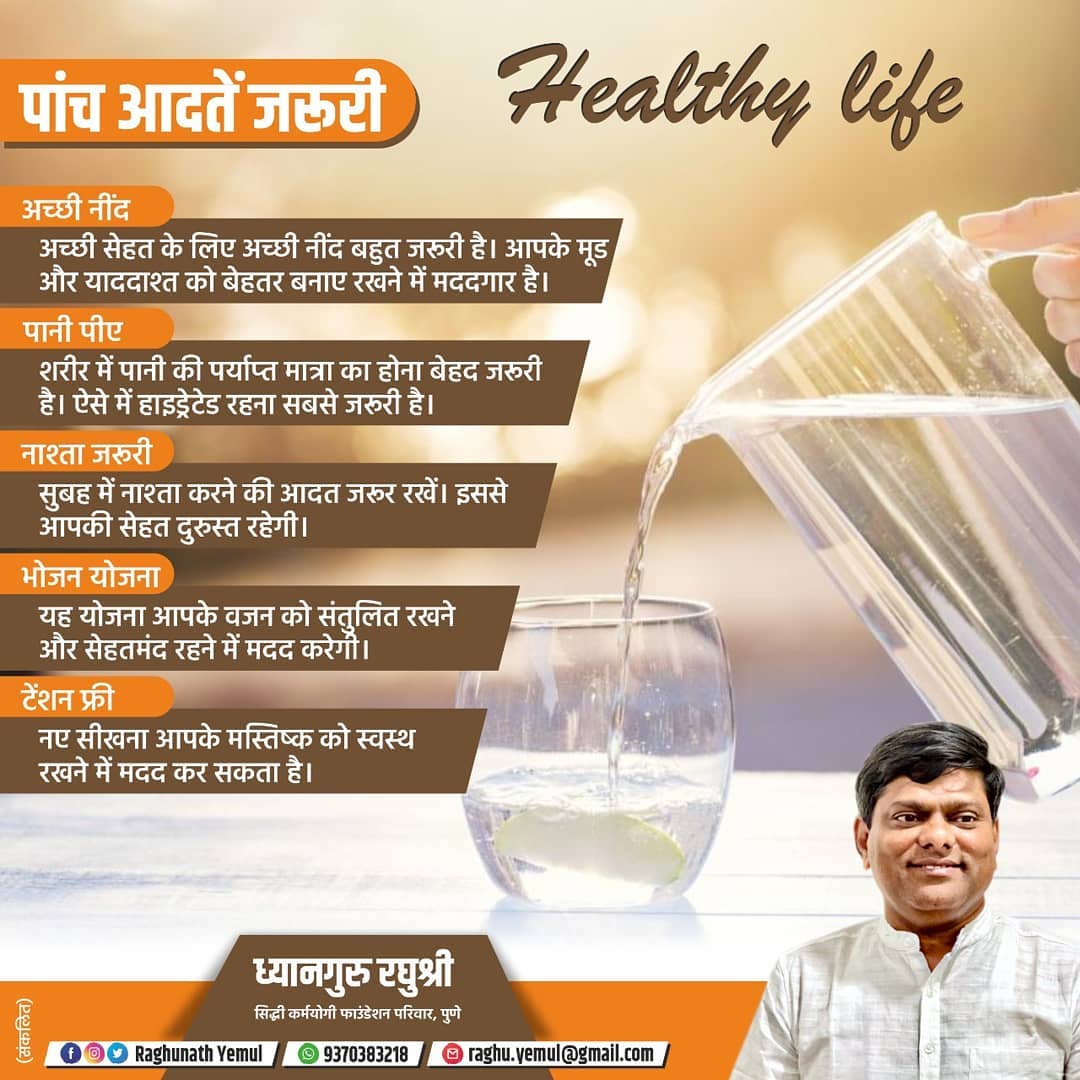 Healthy life
पांच आदतें जरूरी
अच्छी नींद
अच्छी सेहत के लिए अच्छी नींद बहुत जरूरी है। आपके मूड
और याददाश्त को बेहतर बनाए रखने में मददगार है।
पानी पीए
शरीर में पानी की पर्याप्त मात्रा का होना बेहद जरूरी
है। ऐसे में हाइड्रेटेड रहना सबसे जरूरी है।
नाश्ता जरूरी
सुबह में नाश्ता करने की आदत जरूर रखें। इससे
आपकी सेहत दुरुस्त रहेगी।
भोजन योजना
यह योजना आपके वजन को संतुलित रखने
और सेहतमंद रहने में मदद करेगी।
टेंशन फ्री
नए सीखना आपके मस्तिष्क को स्वस्थ
रखने में मदद कर सकता है।
ध्यानगुरु रघुश्री
सिद्धी कर्मयोगी फाउंडेशन परिवार, पुणे
(संकलित)
Raghunath Yemul
9370383218
raghu.yemul@gmail.com